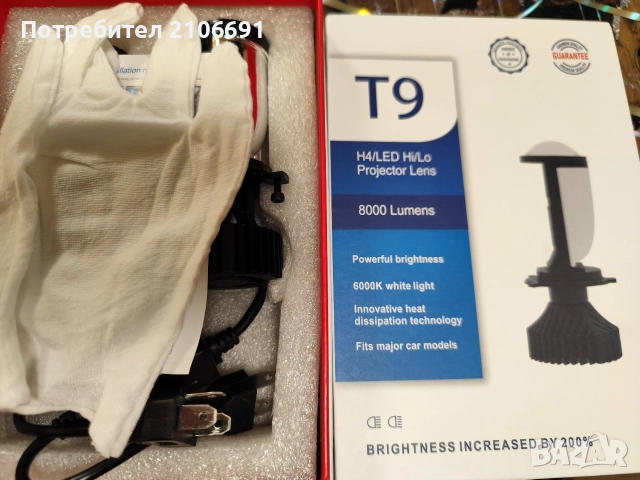 Потребител 2106691
GUARANTEE
T9
H4/LED Hi/Lo
Projector Lens
8000 Lumens
Powerful brightness
6000K white light
Innovative heat
dissipation technology
Fits major car models
BRIGHTNESS INCREASED BY 200%
BAZAR